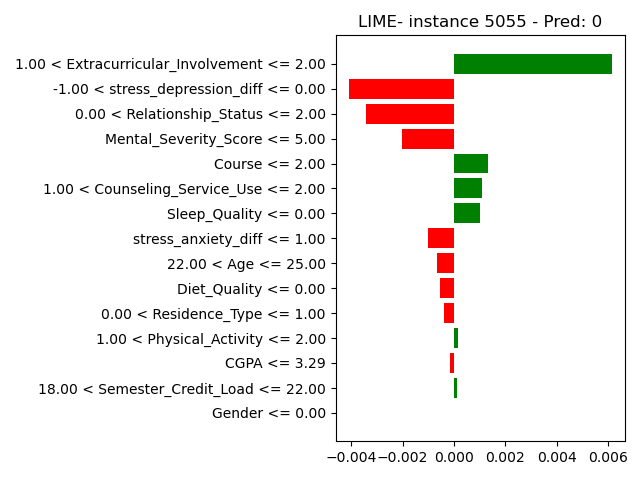 LIME- instance 5055 - Pred: 0
1.00 < Extracurricular_Involvement <= 2.00
-1.00 < stress_depression_diff <= 0.00
0.00 < Relationship_Status <= 2.00
Mental_Severity_Score <= 5.00
Course <= 2.00
1.00 < Counseling_Service_Use <= 2.00
Sleep_Quality <= 0.00
stress_anxiety_diff <= 1.00
22.00 < Age <= 25.00
Diet_Quality <= 0.00
0.00 < Residence_Type <= 1.00
1.00 < Physical_Activity <= 2.00
CGPA <= 3.29
18.00 < Semester_Credit_Load <= 22.00
Gender <= 0.00
−0.004 −0.002 0.000 0.002 0.004 0.006